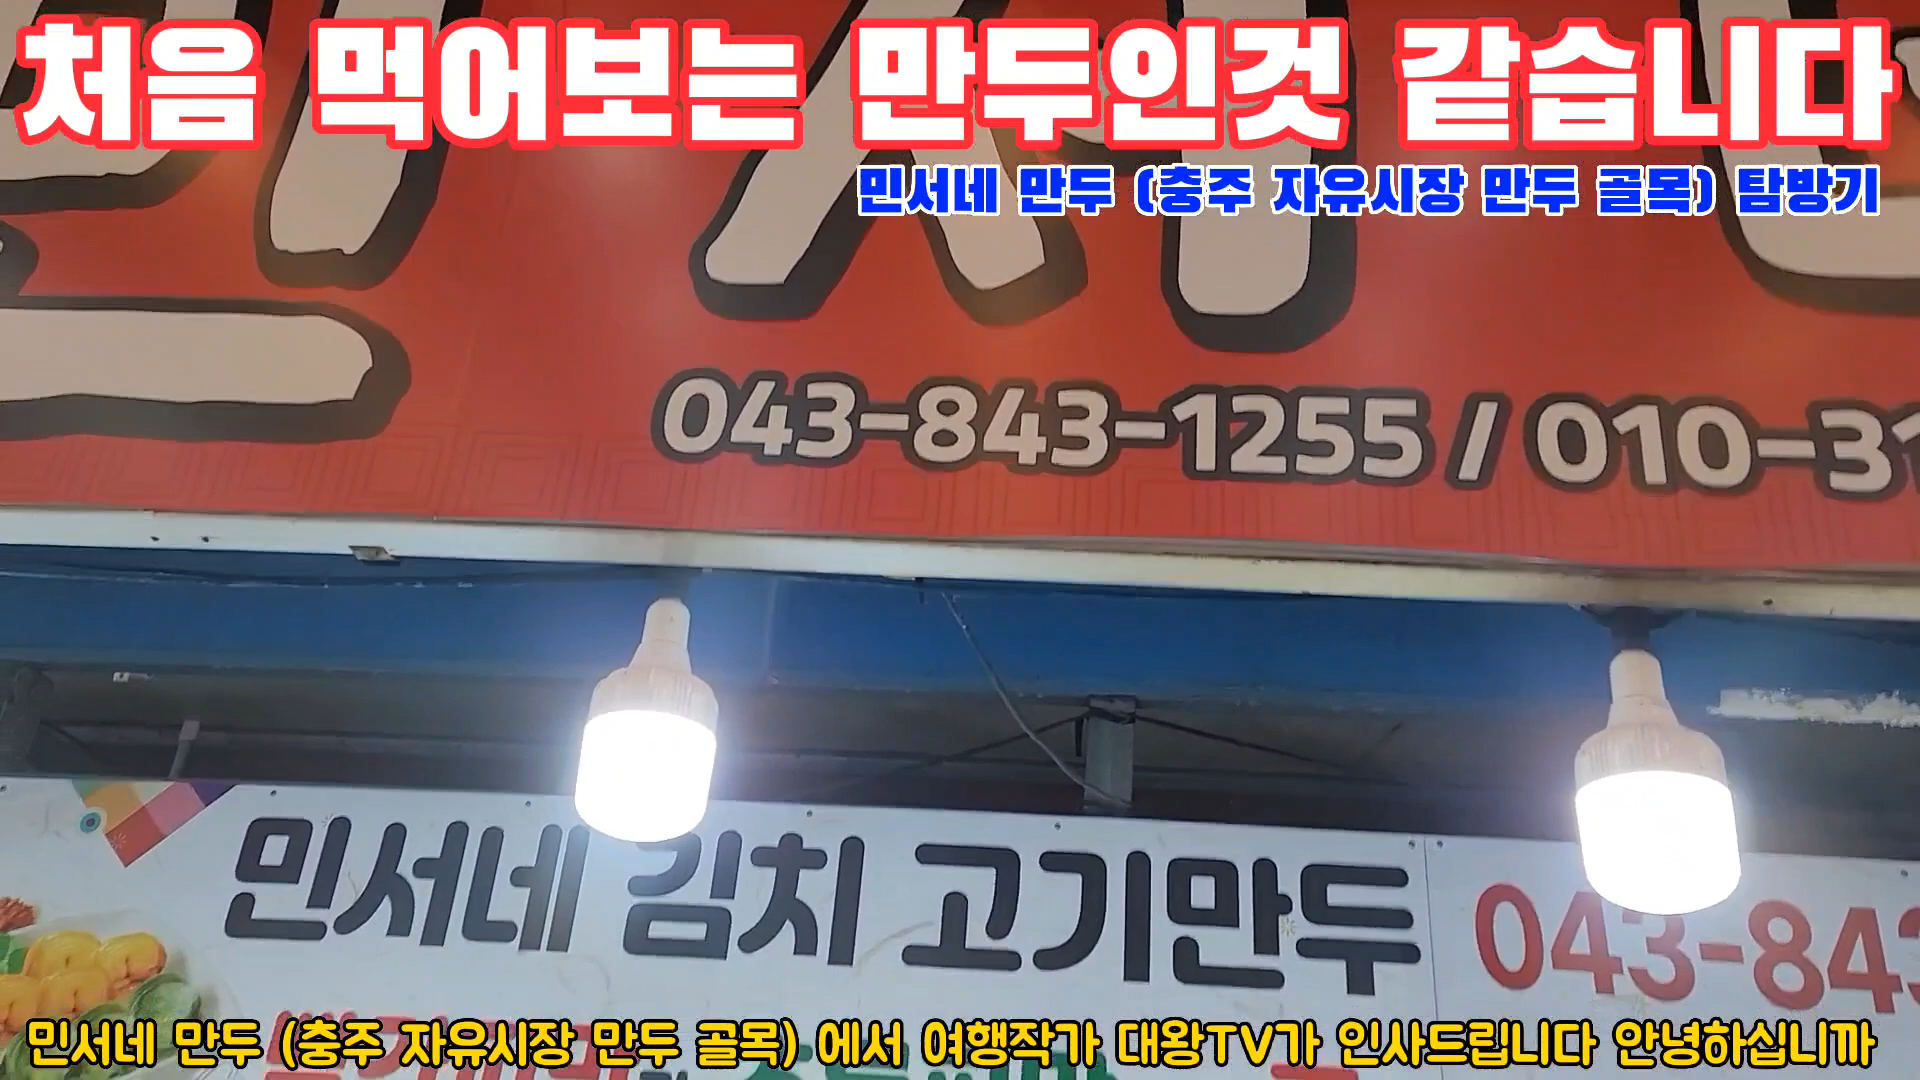 처음 먹어보는 만두인것 같습니다
민서네 만두 (충주 자유시장 만두 골목) 탐방기
043-843-1255 / 010-31
민서네 김치 고기만두
043-843
민서네 만두 (충주 자유시장 만두 골목) 에서 여행작가 대왕TV가 인사드립니다 안녕하십니까